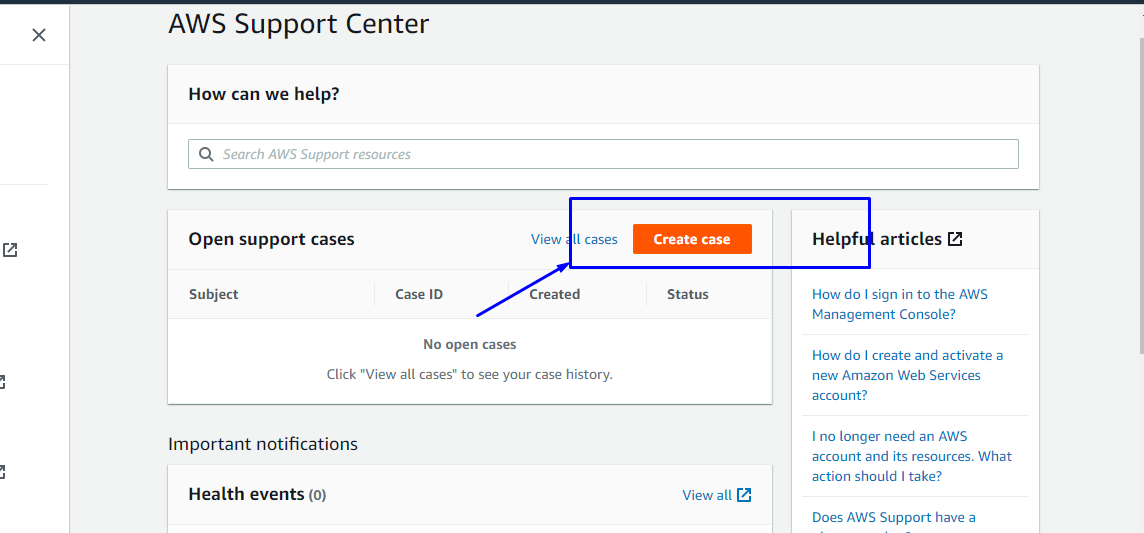 AWS Support Center
How can we help?
Search AWS Support resources
Open support cases
View all cases
Create case
Subject
Case ID
Created
Status
No open cases
Click "View all cases" to see your case history.
Important notifications
Health events (0)
View all
Helpful articles
How do I sign in to the AWS
Management Console?
How do I create and activate a
new Amazon Web Services
account?
I no longer need an AWS
account and its resources. What
action should I take?
Does AWS Support have a